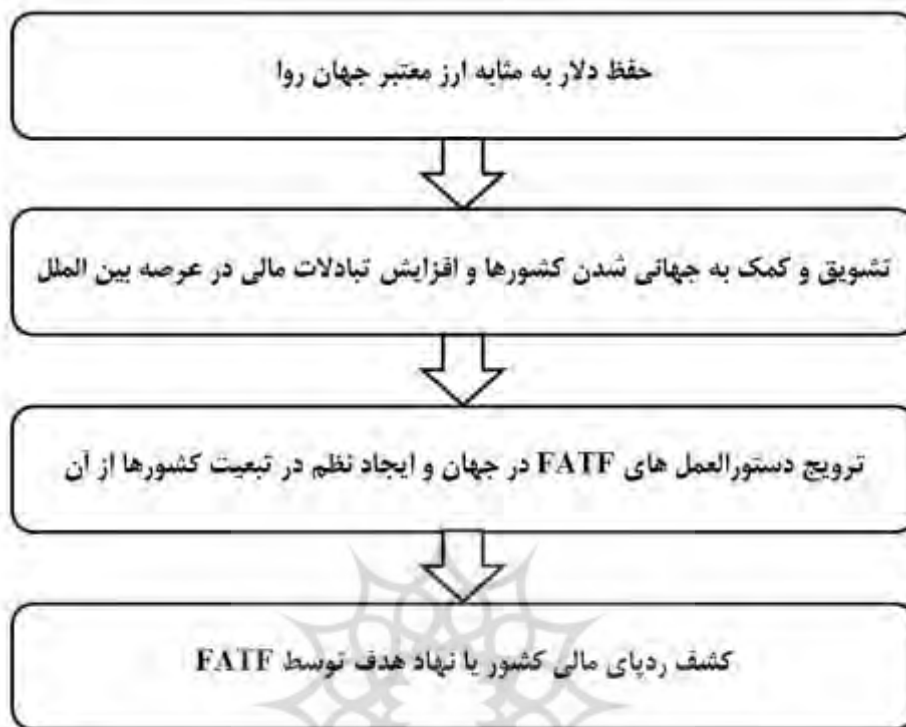 حفظ دلار به مثابه ارز معتبر جهان روا
تشویق و کمک به جهانی شدن کشورها و افزایش تبادلات مالی در عرصه بین الملل
ترویج دستورالعمل های FATF در جهان و ایجاد نظم در تبعیت کشورها از آن
کشف ردپای مالی کشور یا نهاد هدف توسط FATF